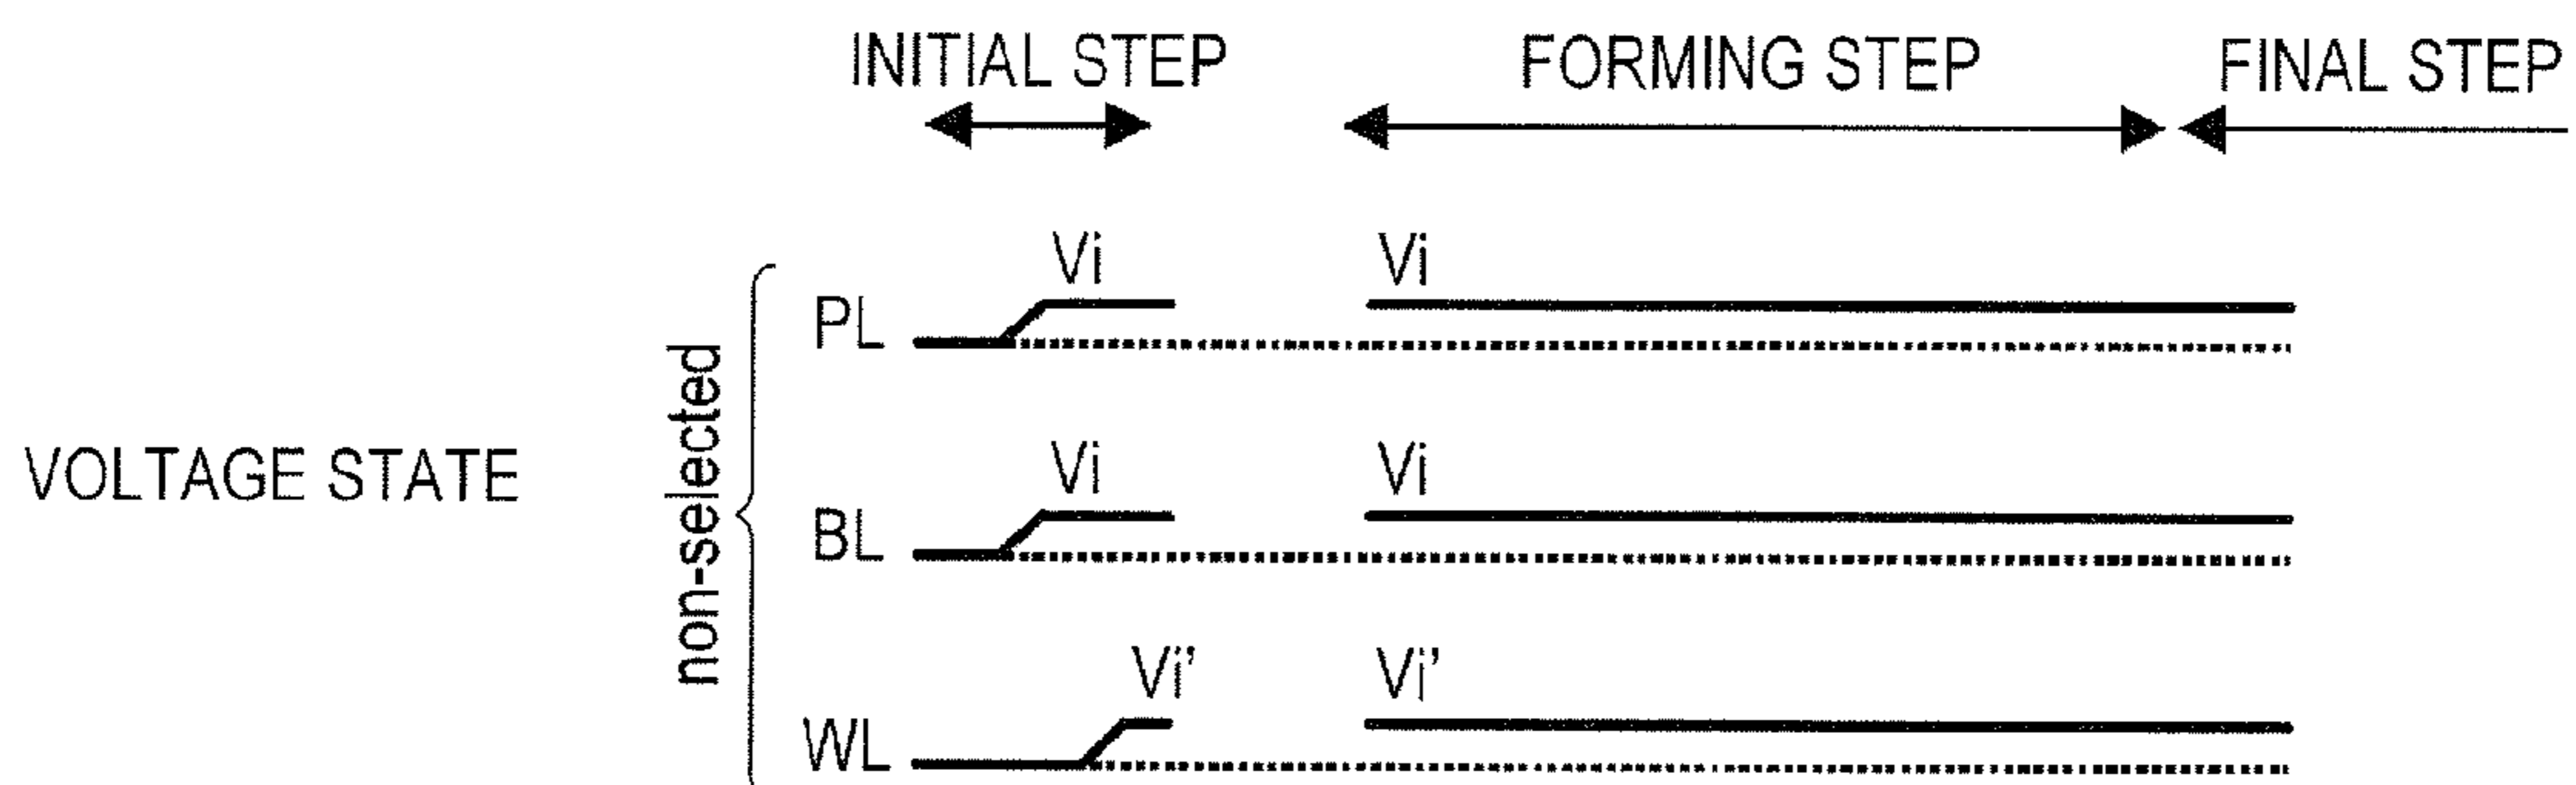 INITIAL STEP FORMING STEP FINAL STEP
Vi Vi
PL
VOLTAGE STATE
non-selected
Vi Vi
BL
Vi' Vi'
WL